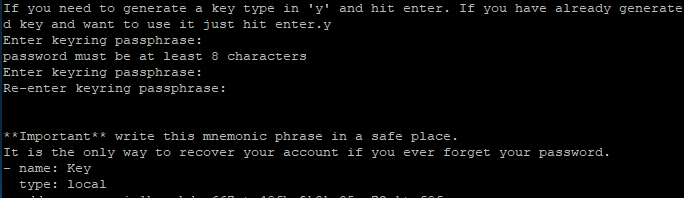 If you need to generate a key type in 'y' and hit enter. If you have already generate
d key and want to use it just hit enter.y
Enter keyring passphrase:
password must be at least 8 characters
Enter keyring passphrase:
Re-enter keyring passphrase:
**Important** write this mnemonic phrase in a safe place.
It is the only way to recover your account if you ever forget your password.
- name: Key
type: local